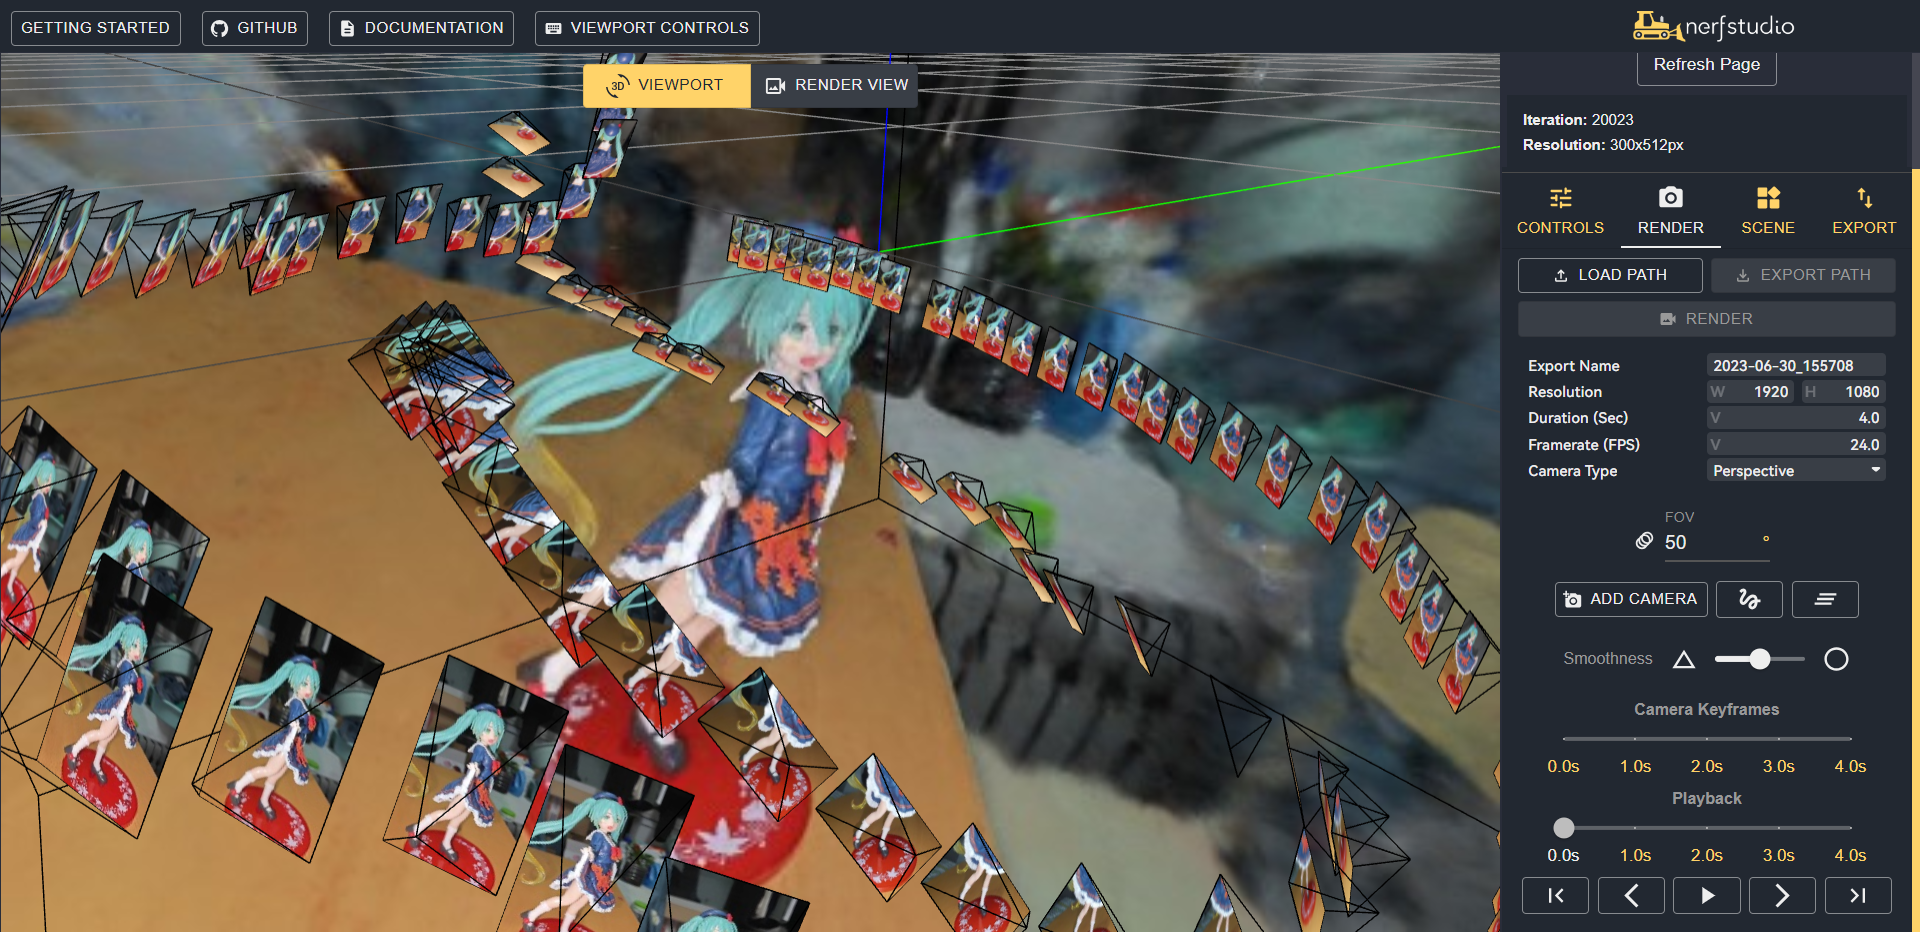 GETTING STARTED
GITHUB
DOCUMENTATION
VIEWPORT CONTROLS
nerfstudio
3D VIEWPORT
RENDER VIEW
Refresh Page
Iteration: 20023
Resolution: 300x512px
CONTROLS
RENDER
SCENE
EXPORT
LOAD PATH
EXPORT PATH
RENDER
Export Name 2023-06-30_155708
Resolution W 1920 H 1080
Duration (Sec) V 4.0
Framerate (FPS) V 24.0
Camera Type Perspective
FOV
50 °
ADD CAMERA
Smoothness
Camera Keyframes
0.0s 1.0s 2.0s 3.0s 4.0s
Playback
0.0s 1.0s 2.0s 3.0s 4.0s